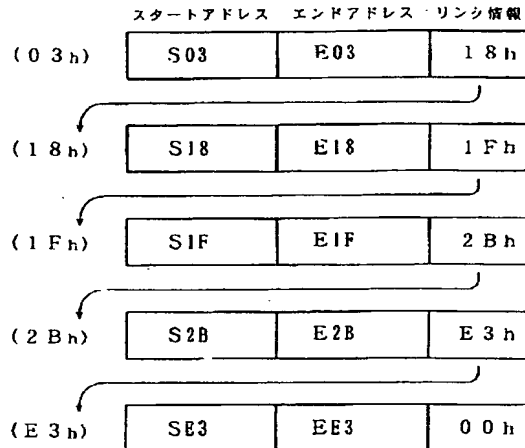 スタートアドレス エンドアドレス リンク情報
(03h) S03 E03 18h
(18h) S18 E18 1Fh
(1Fh) S1F E1F 2Bh
(2Bh) S2B E2B E3h
(E3h) SE3 EE3 00h